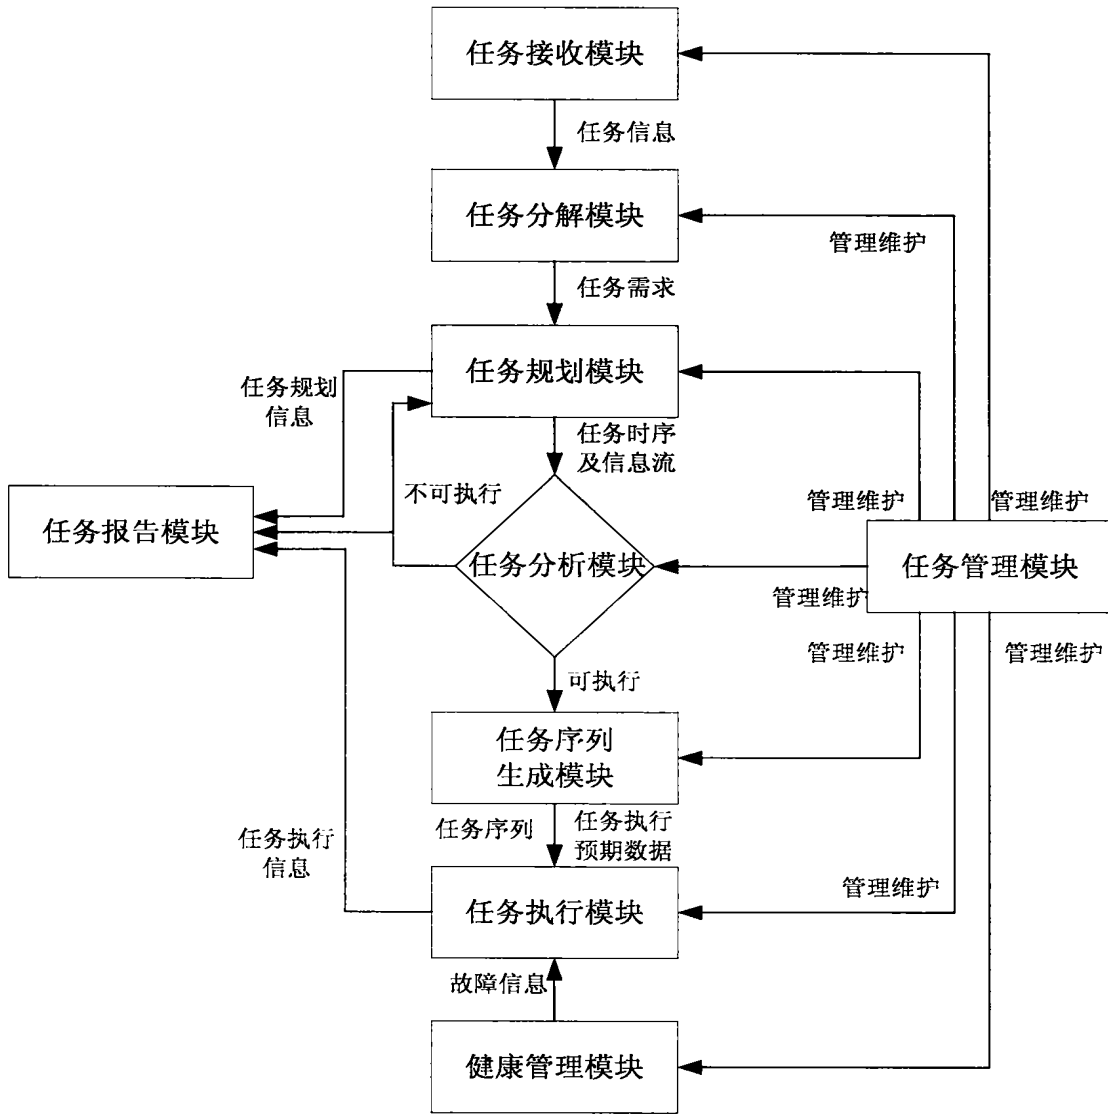 任务接收模块
任务信息
任务分解模块
管理维护
任务需求
任务规划模块
任务规划
信息
任务时序
及信息流
不可执行
管理维护
管理维护
任务报告模块
任务分析模块
任务管理模块
管理维护
管理维护
管理维护
可执行
任务序列
生成模块
任务序列
任务执行
预期数据
任务执行
信息
管理维护
任务执行模块
故障信息
健康管理模块